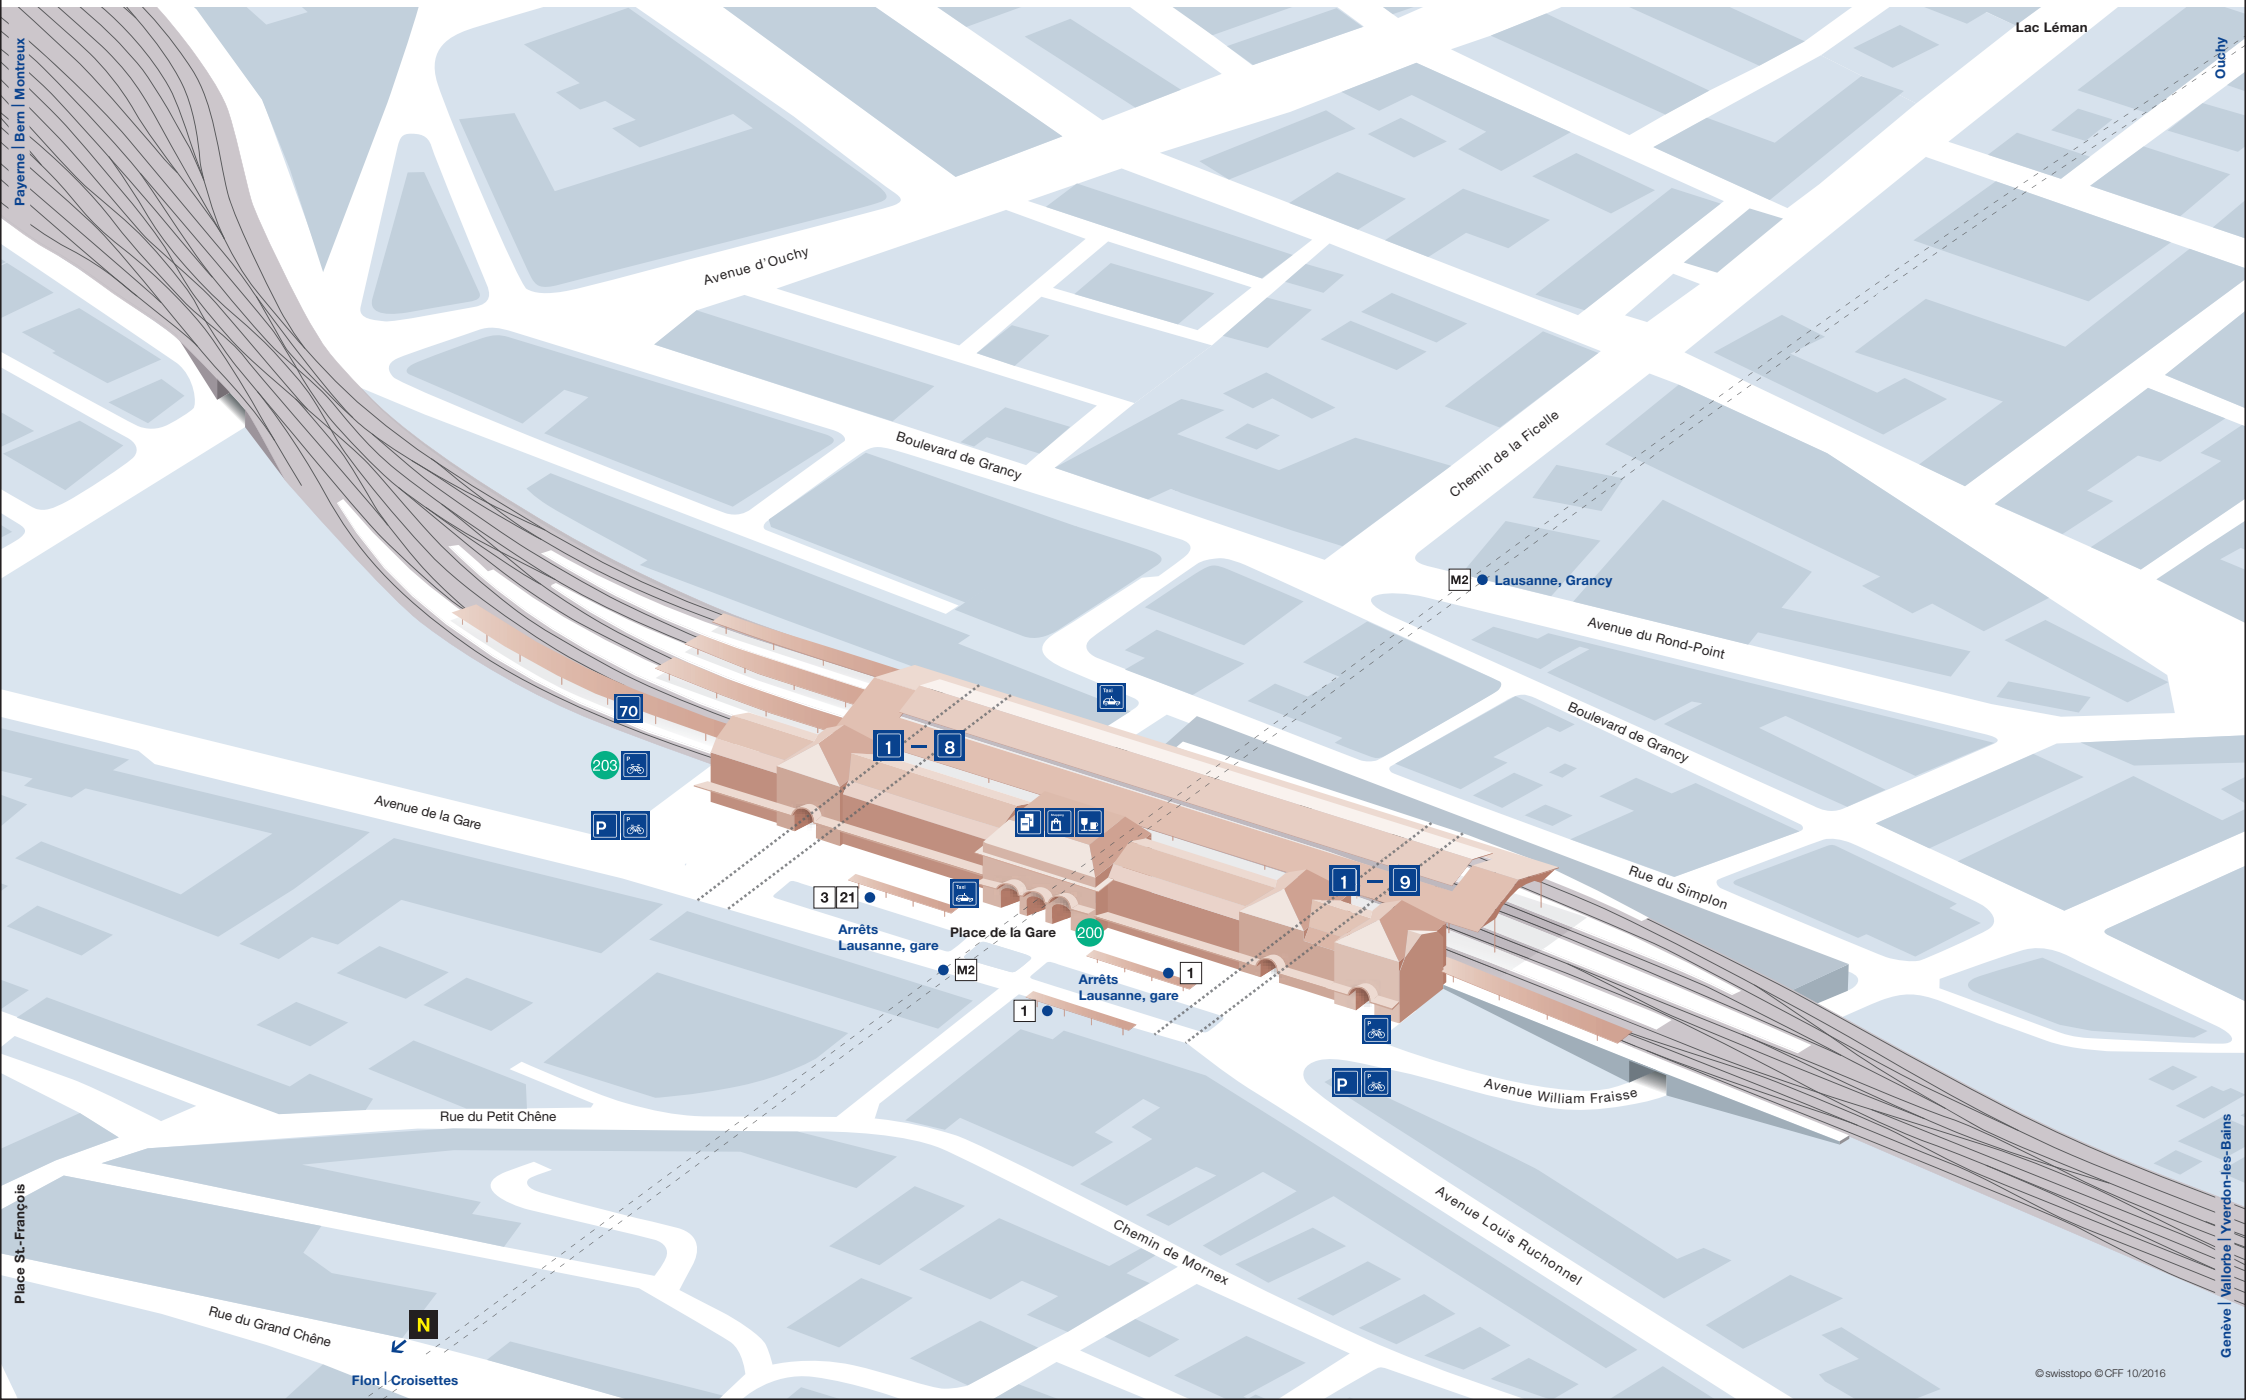 Lac Léman
Ouchy
Payerne | Bern | Montreux
Avenue d'Ouchy
Chemin de la Ficelle
Boulevard de Grancy
M2
Lausanne, Grancy
Avenue du Rond-Point
Taxi
70
Boulevard de Grancy
1 – 8
203
P
Avenue de la Gare
P
P
Shopping
1 – 9
Rue du Simplon
Taxi
3 21
Arrêts
Lausanne, gare
Place de la Gare
200
M2
1
Arrêts
Lausanne, gare
1
P
P
P
Avenue William Fraisse
Rue du Petit Chêne
Genève | Vallorbe | Yverdon-les-Bains
Place St.-François
Avenue Louis Ruchonnel
Chemin de Mornex
Rue du Grand Chêne
N
Flon | Croisettes
© swisstopo © CFF 10/2016